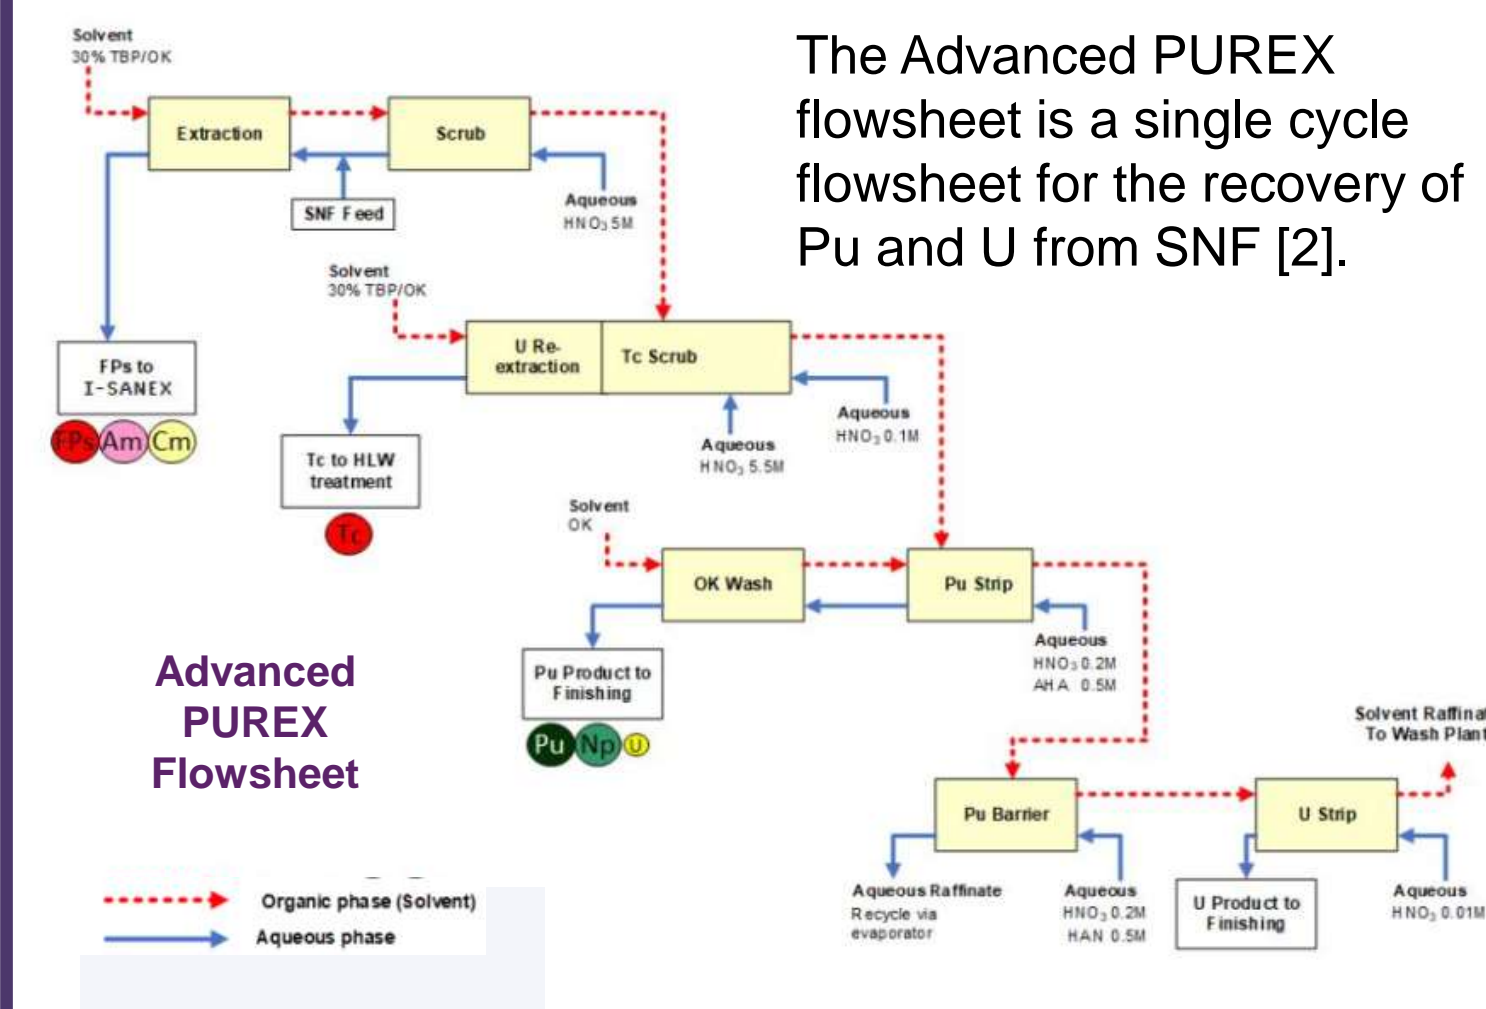 The Advanced PUREX
flowsheet is a single cycle
flowsheet for the recovery of
Pu and U from SNF [2].
Solvent
30% TBP/OK
Extraction
Scrub
SNF Feed
Aqueous
HNO₃ 5M
FPs to
I-SANEX
FPs Am Cm
Solvent
30% TBP/OK
U Re-
extraction
Tc Scrub
Aqueous
HNO₃ 5.5M
Aqueous
HNO₃ 0.1M
Tc to HLW
treatment
Tc
Solvent
OK
OK Wash
Pu Strip
Aqueous
HNO₃ 0.2M
AHA 0.5M
Pu Product to
Finishing
Pu Np U
Advanced
PUREX
Flowsheet
Pu Barrier
U Strip
Solvent Raffinat
To Wash Plant
Aqueous Raffinate
Recycle via
evaporator
Aqueous
HNO₃ 0.2M
HAN 0.5M
U Product to
Finishing
Aqueous
HNO₃ 0.01M
Organic phase (Solvent)
Aqueous phase